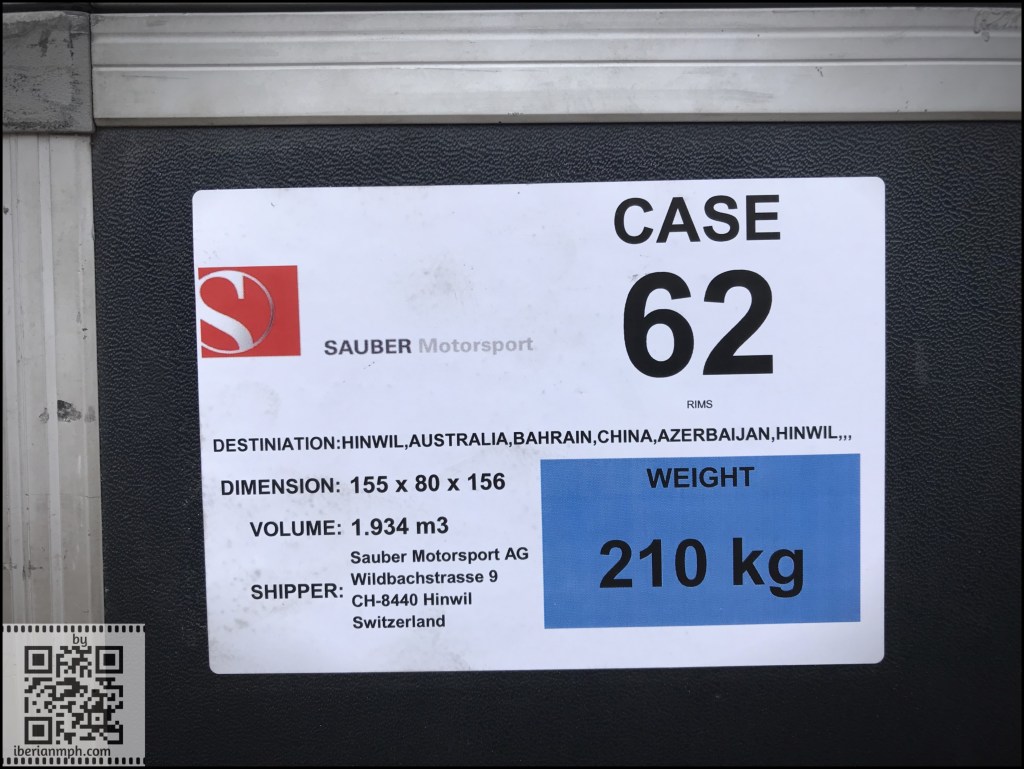 CASE
62
RIMS
S
SAUBER Motorsport
DESTINIATION:HINWIL,AUSTRALIA,BAHRAIN,CHINA,AZERBAIJAN,HINWIL,,,
DIMENSION: 155 x 80 x 156
VOLUME: 1.934 m3
SHIPPER: Sauber Motorsport AG
Wildbachstrasse 9
CH-8440 Hinwil
Switzerland
WEIGHT
210 kg
by
iberianmph.com